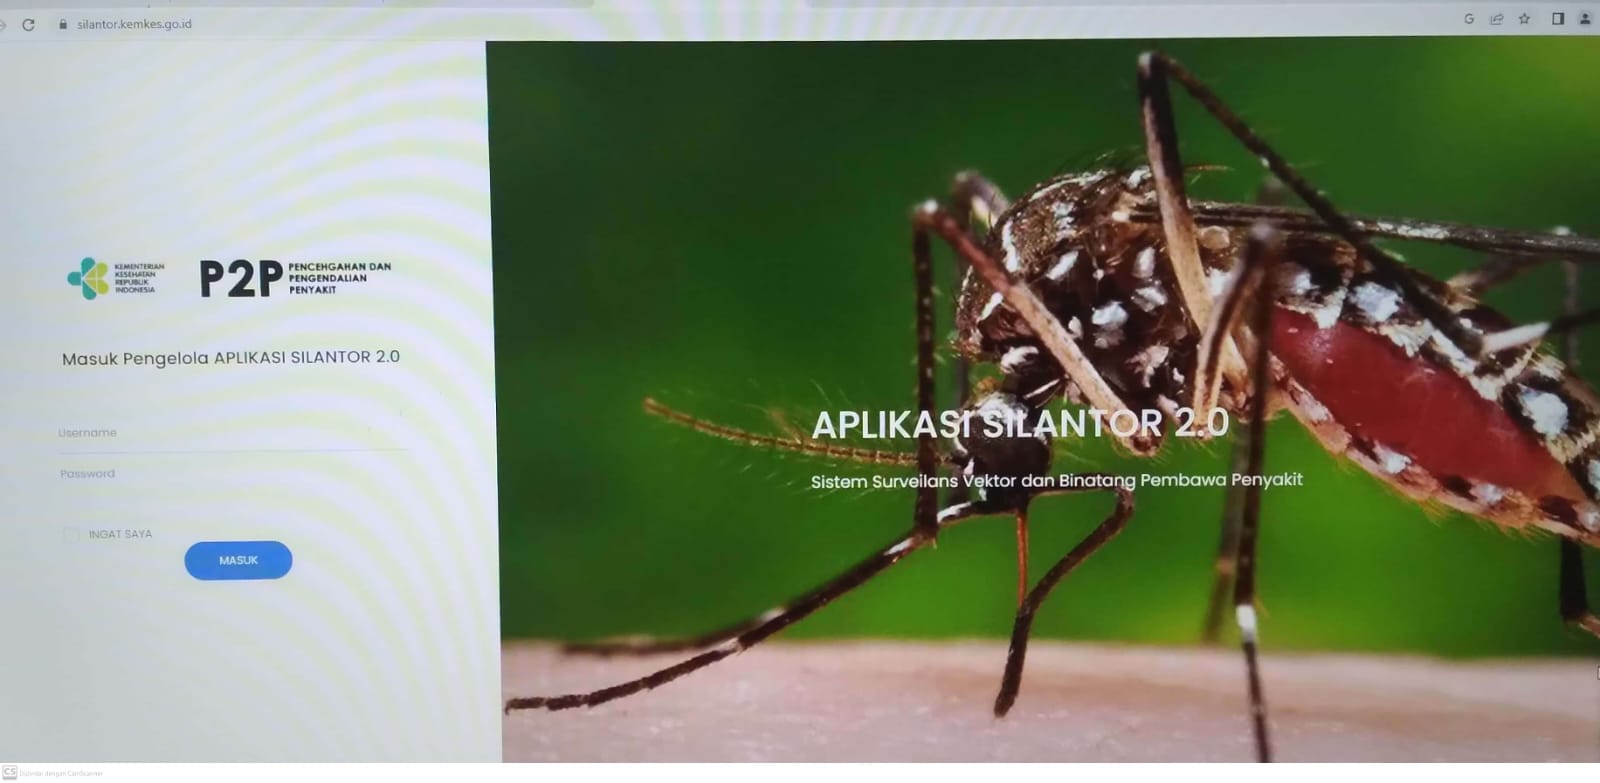 silantor.kemkes.go.id
KEMENTERIAN
KESEHATAN
REPUBLIK
INDONESIA
P2P
PENCEHGAHAN DAN
PENGENDALIAN
PENYAKIT
Masuk Pengelola APLIKASI SILANTOR 2.0
Username
Password
INGAT SAYA
MASUK
APLIKASI SILANTOR 2.0
Sistem Surveilans Vektor dan Binatang Pembawa Penyakit
CS Dipindai dengan CamScanner